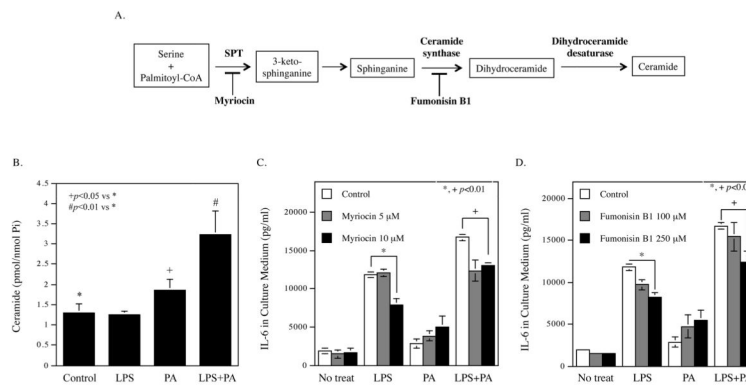 A.
Serine
+
Palmitoyl-CoA
SPT
Myriocin
3-keto-
sphinganine
Sphinganine
Ceramide
synthase
Fumonisin B1
Dihydroceramide
Dihydroceramide
desaturase
Ceramide
B.
Ceramide (pmol/nmol Pi)
4.5
4
3.5
3
2.5
2
1.5
1
0.5
0
+p<0.05 vs *
#p<0.01 vs *
*
+
#
Control LPS PA LPS+PA
C.
IL-6 in Culture Medium (pg/ml)
20000
15000
10000
5000
0
Control
Myriocin 5 µM
Myriocin 10 µM
*, + p<0.01
*
+
No treat LPS PA LPS+PA
D.
IL-6 in Culture Medium (pg/ml)
20000
15000
10000
5000
0
Control
Fumonisin B1 100 µM
Fumonisin B1 250 µM
*, + p<0.0
*
+
No treat LPS PA LPS+PA